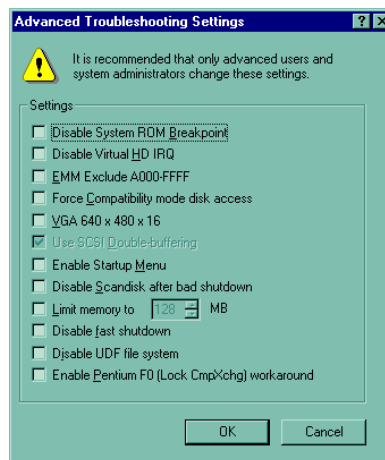 Advanced Troubleshooting Settings
It is recommended that only advanced users and
system administrators change these settings.
Settings
Disable System ROM Breakpoint
Disable Virtual HD IRQ
EMM Exclude A000-FFFF
Force Compatibility mode disk access
VGA 640 x 480 x 16
Use SCSI Double-buffering
Enable Startup Menu
Disable Scandisk after bad shutdown
Limit memory to 128 MB
Disable fast shutdown
Disable UDF file system
Enable Pentium F0 (Lock CmpXchg) workaround
OK Cancel